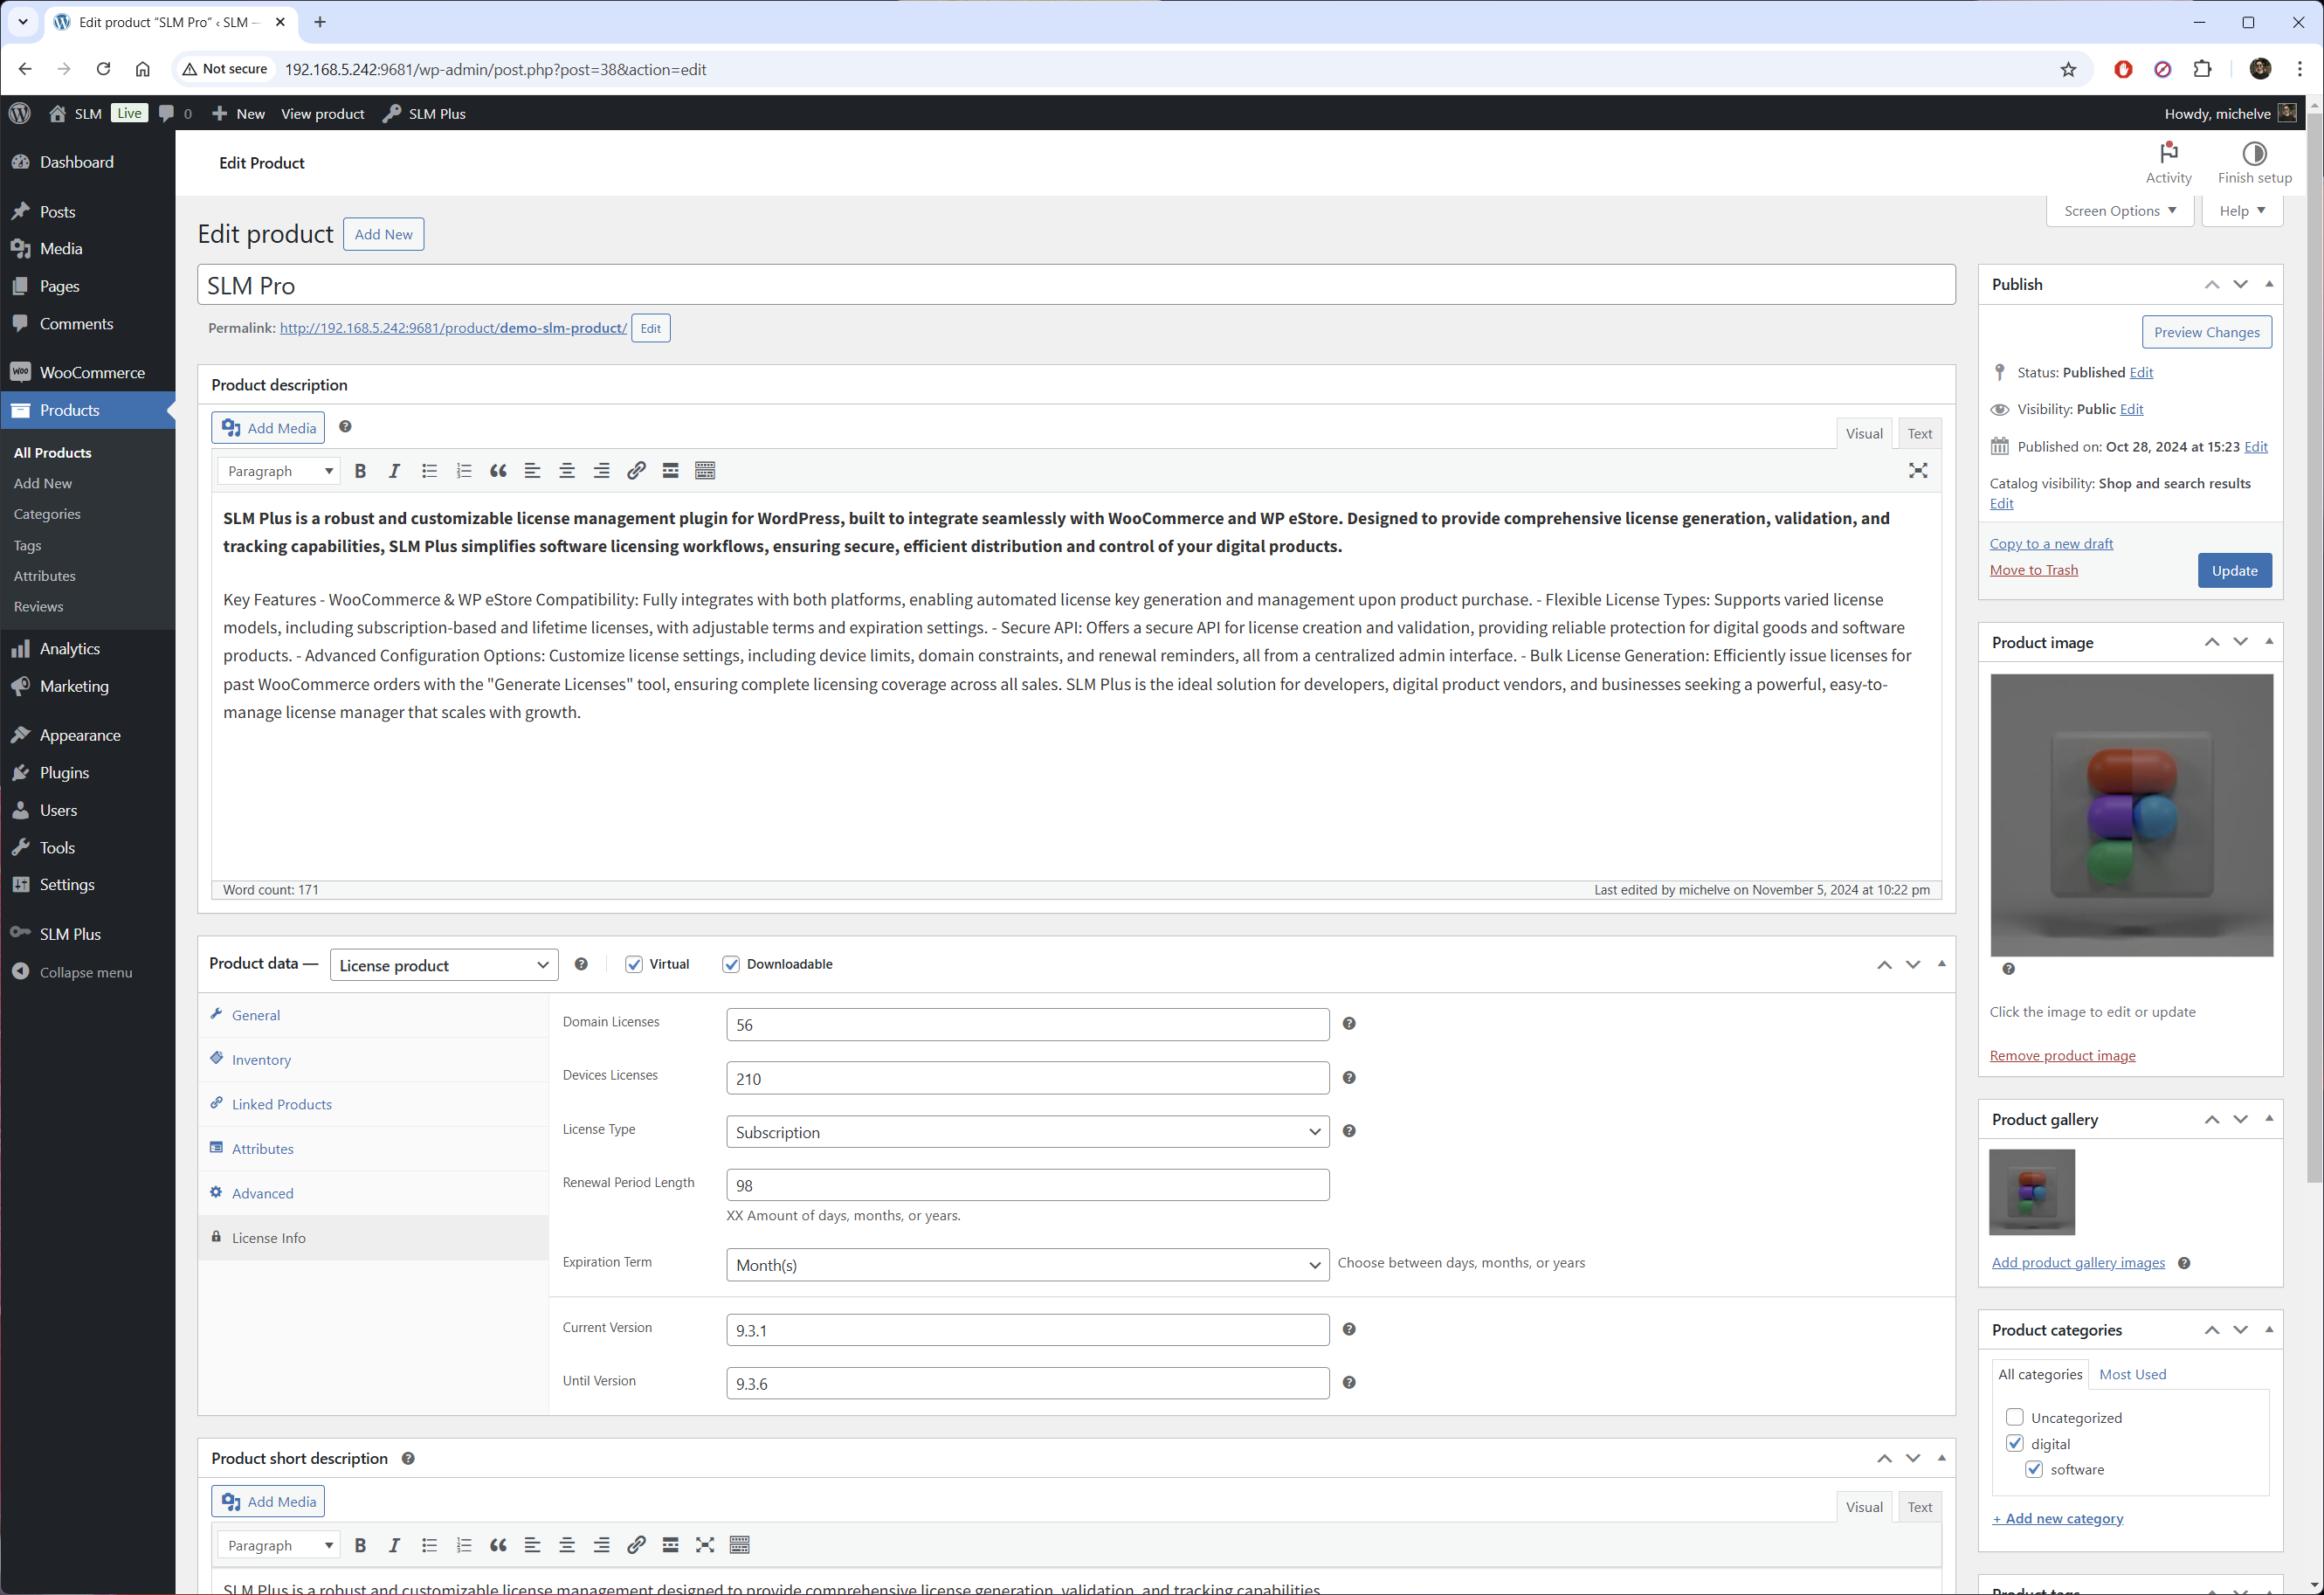 Edit product “SLM Pro” ‹ SLM —
Not secure
192.168.5.242:9681/wp-admin/post.php?post=38&action=edit
SLM
Live
0
New
View product
SLM Plus
Howdy, michelve
Dashboard
Posts
Media
Pages
Comments
WooCommerce
Products
All Products
Add New
Categories
Tags
Attributes
Reviews
Analytics
Marketing
Appearance
Plugins
Users
Tools
Settings
SLM Plus
Collapse menu
Edit Product
Activity
Finish setup
Screen Options
Help
Edit product
Add New
SLM Pro
Permalink: http://192.168.5.242:9681/product/demo-slm-product/ Edit
Product description
Add Media
Visual
Text
Paragraph
SLM Plus is a robust and customizable license management plugin for WordPress, built to integrate seamlessly with WooCommerce and WP eStore. Designed to provide comprehensive license generation, validation, and
tracking capabilities, SLM Plus simplifies software licensing workflows, ensuring secure, efficient distribution and control of your digital products.
Key Features - WooCommerce & WP eStore Compatibility: Fully integrates with both platforms, enabling automated license key generation and management upon product purchase. - Flexible License Types: Supports varied license
models, including subscription-based and lifetime licenses, with adjustable terms and expiration settings. - Secure API: Offers a secure API for license creation and validation, providing reliable protection for digital goods and software
products. - Advanced Configuration Options: Customize license settings, including device limits, domain constraints, and renewal reminders, all from a centralized admin interface. - Bulk License Generation: Efficiently issue licenses for
past WooCommerce orders with the "Generate Licenses" tool, ensuring complete licensing coverage across all sales. SLM Plus is the ideal solution for developers, digital product vendors, and businesses seeking a powerful, easy-to-
manage license manager that scales with growth.
Word count: 171
Last edited by michelve on November 5, 2024 at 10:22 pm
Product data —
License product
Virtual
Downloadable
General
Inventory
Linked Products
Attributes
Advanced
License Info
Domain Licenses
56
Devices Licenses
210
License Type
Subscription
Renewal Period Length
98
XX Amount of days, months, or years.
Expiration Term
Month(s)
Choose between days, months, or years
Current Version
9.3.1
Until Version
9.3.6
Product short description
Add Media
Visual
Text
Paragraph
SLM Plus is a robust and customizable license management designed to provide comprehensive license generation, validation, and tracking capabilities
Publish
Preview Changes
Status: Published Edit
Visibility: Public Edit
Published on: Oct 28, 2024 at 15:23 Edit
Catalog visibility: Shop and search results
Edit
Copy to a new draft
Move to Trash
Update
Product image
Click the image to edit or update
Remove product image
Product gallery
Add product gallery images
Product categories
All categories
Most Used
Uncategorized
digital
software
+ Add new category
Product tags